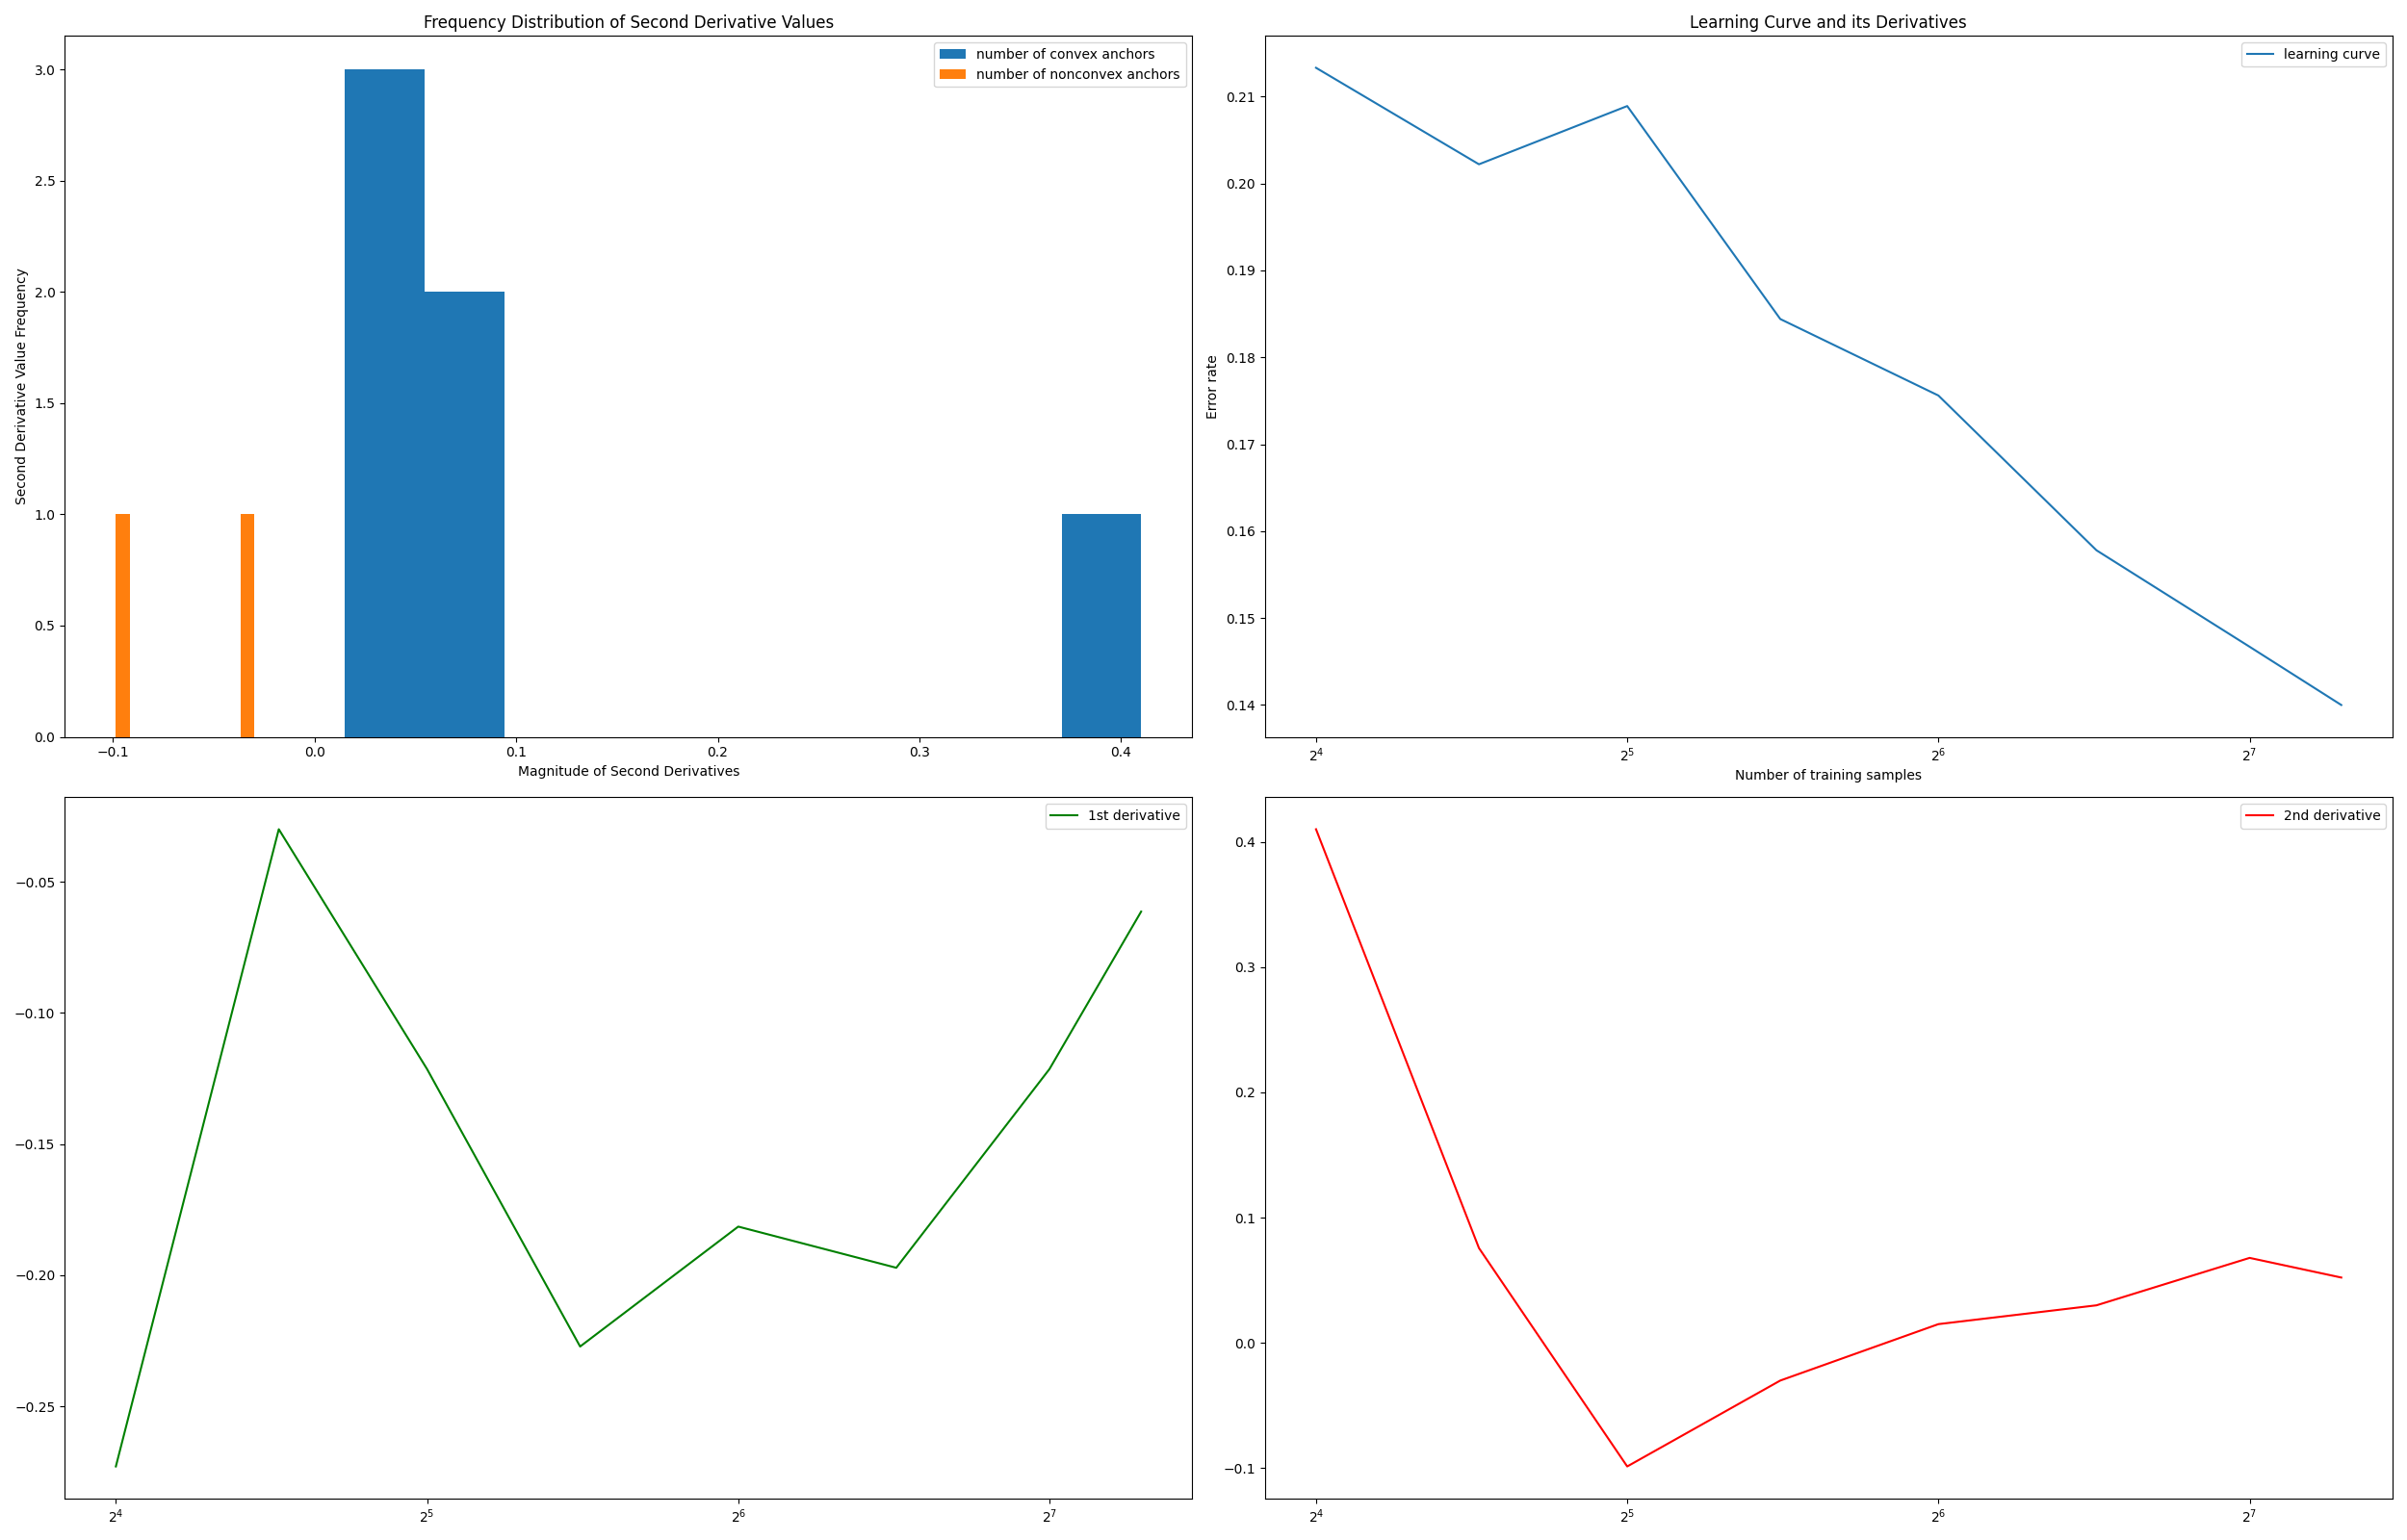 Frequency Distribution of Second Derivative Values
number of convex anchors
number of nonconvex anchors
Second Derivative Value Frequency
3.0
2.5
2.0
1.5
1.0
0.5
0.0
−0.1 0.0 0.1 0.2 0.3 0.4
Magnitude of Second Derivatives
Learning Curve and its Derivatives
learning curve
Error rate
0.21
0.20
0.19
0.18
0.17
0.16
0.15
0.14
2⁴ 2⁵ 2⁶ 2⁷
Number of training samples
1st derivative
−0.05
−0.10
−0.15
−0.20
−0.25
2⁴ 2⁵ 2⁶ 2⁷
2nd derivative
0.4
0.3
0.2
0.1
0.0
−0.1
2⁴ 2⁵ 2⁶ 2⁷